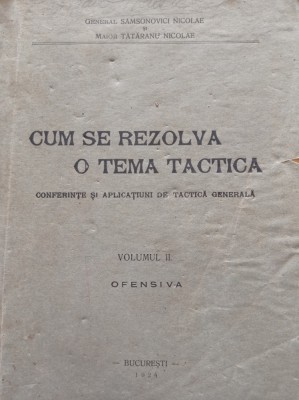 GENERAL SAMSONOVICI NICOLAE
ȘI
MAIOR TĂTĂRANU NICOLAE
CUM SE REZOLVA
O TEMA TACTICA
CONFERINȚE ȘI APLICAȚIUNI DE TACTICĂ GENERALĂ
VOLUMUL II.
OFENSIVA
— BUCUREȘTI —